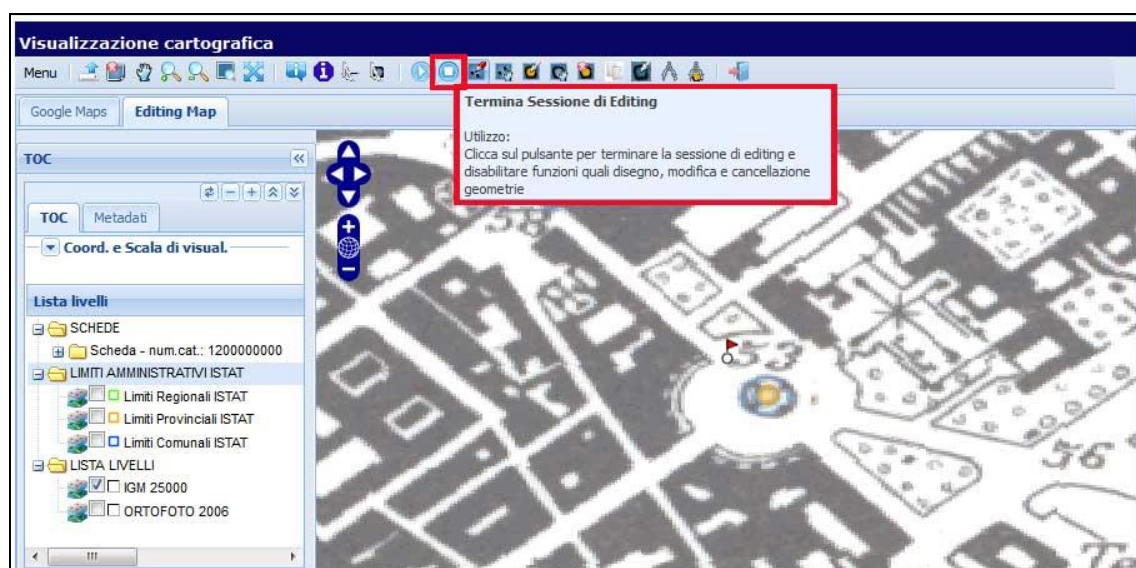 Visualizzazione cartografica
Menu
Google Maps
Editing Map
Termina Sessione di Editing
Utilizzo:
Clicca sul pulsante per terminare la sessione di editing e
disabilitare funzioni quali disegno, modifica e cancellazione
geometrie
TOC
TOC
Metadati
Coord. e Scala di visual.
Lista livelli
SCHEDE
Scheda - num.cat.: 1200000000
LIMITI AMMINISTRATIVI ISTAT
Limiti Regionali ISTAT
Limiti Provinciali ISTAT
Limiti Comunali ISTAT
LISTA LIVELLI
IGM 25000
ORTOFOTO 2006
58
53
56
Te